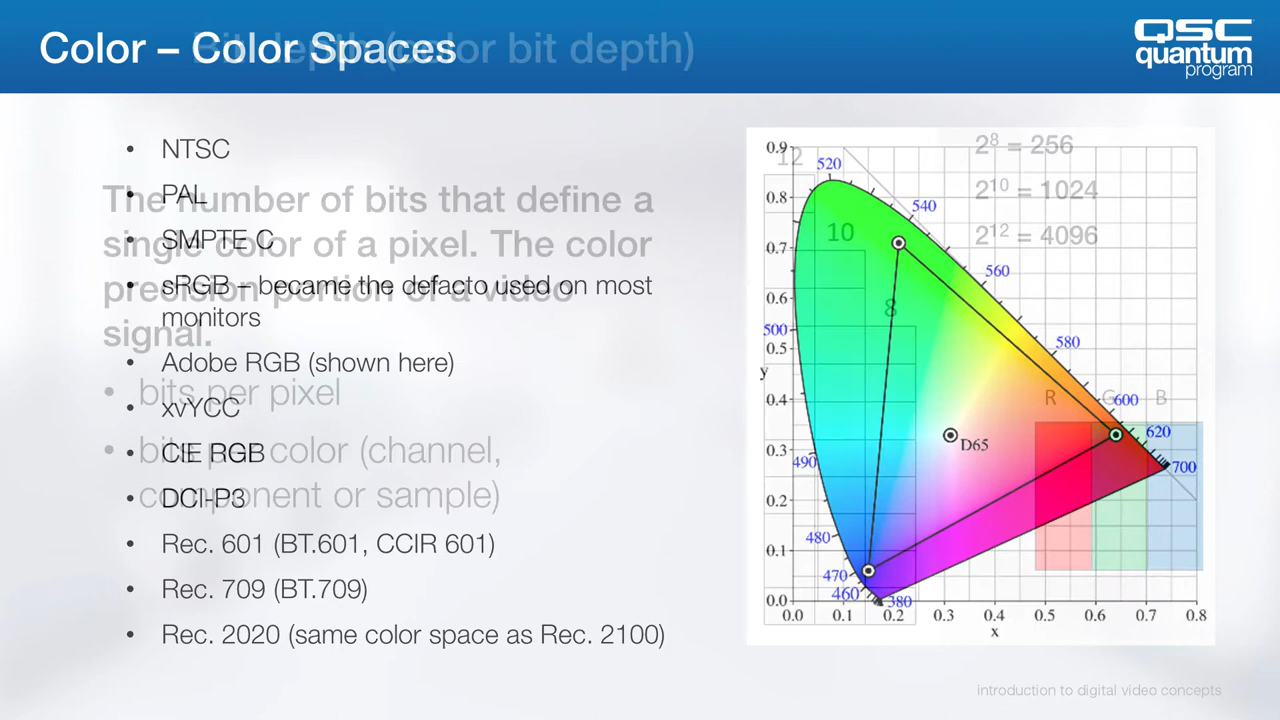 Color – Color Spaces
Bit depth (color bit depth)
QSC
quantum
program
• NTSC
• PAL
• SMPTE C
• sRGB – became the defacto used on most
monitors
• Adobe RGB (shown here)
• xvYCC
• CIE RGB
• DCI-P3
• Rec. 601 (BT.601, CCIR 601)
• Rec. 709 (BT.709)
• Rec. 2020 (same color space as Rec. 2100)
The number of bits that define a
single color of a pixel. The color
precision portion of a video
signal.
• bits per pixel
• bits per color (channel,
component or sample)
2⁸ = 256
2¹⁰ = 1024
2¹² = 4096
12
10
8
R G B
0.9
0.8
0.7
0.6
0.5
0.4
0.3
0.2
0.1
0.0
y
520
540
560
580
600
620
700
500
490
480
470
460
380
D65
0.0 0.1 0.2 0.3 0.4 0.5 0.6 0.7 0.8
x
introduction to digital video concepts